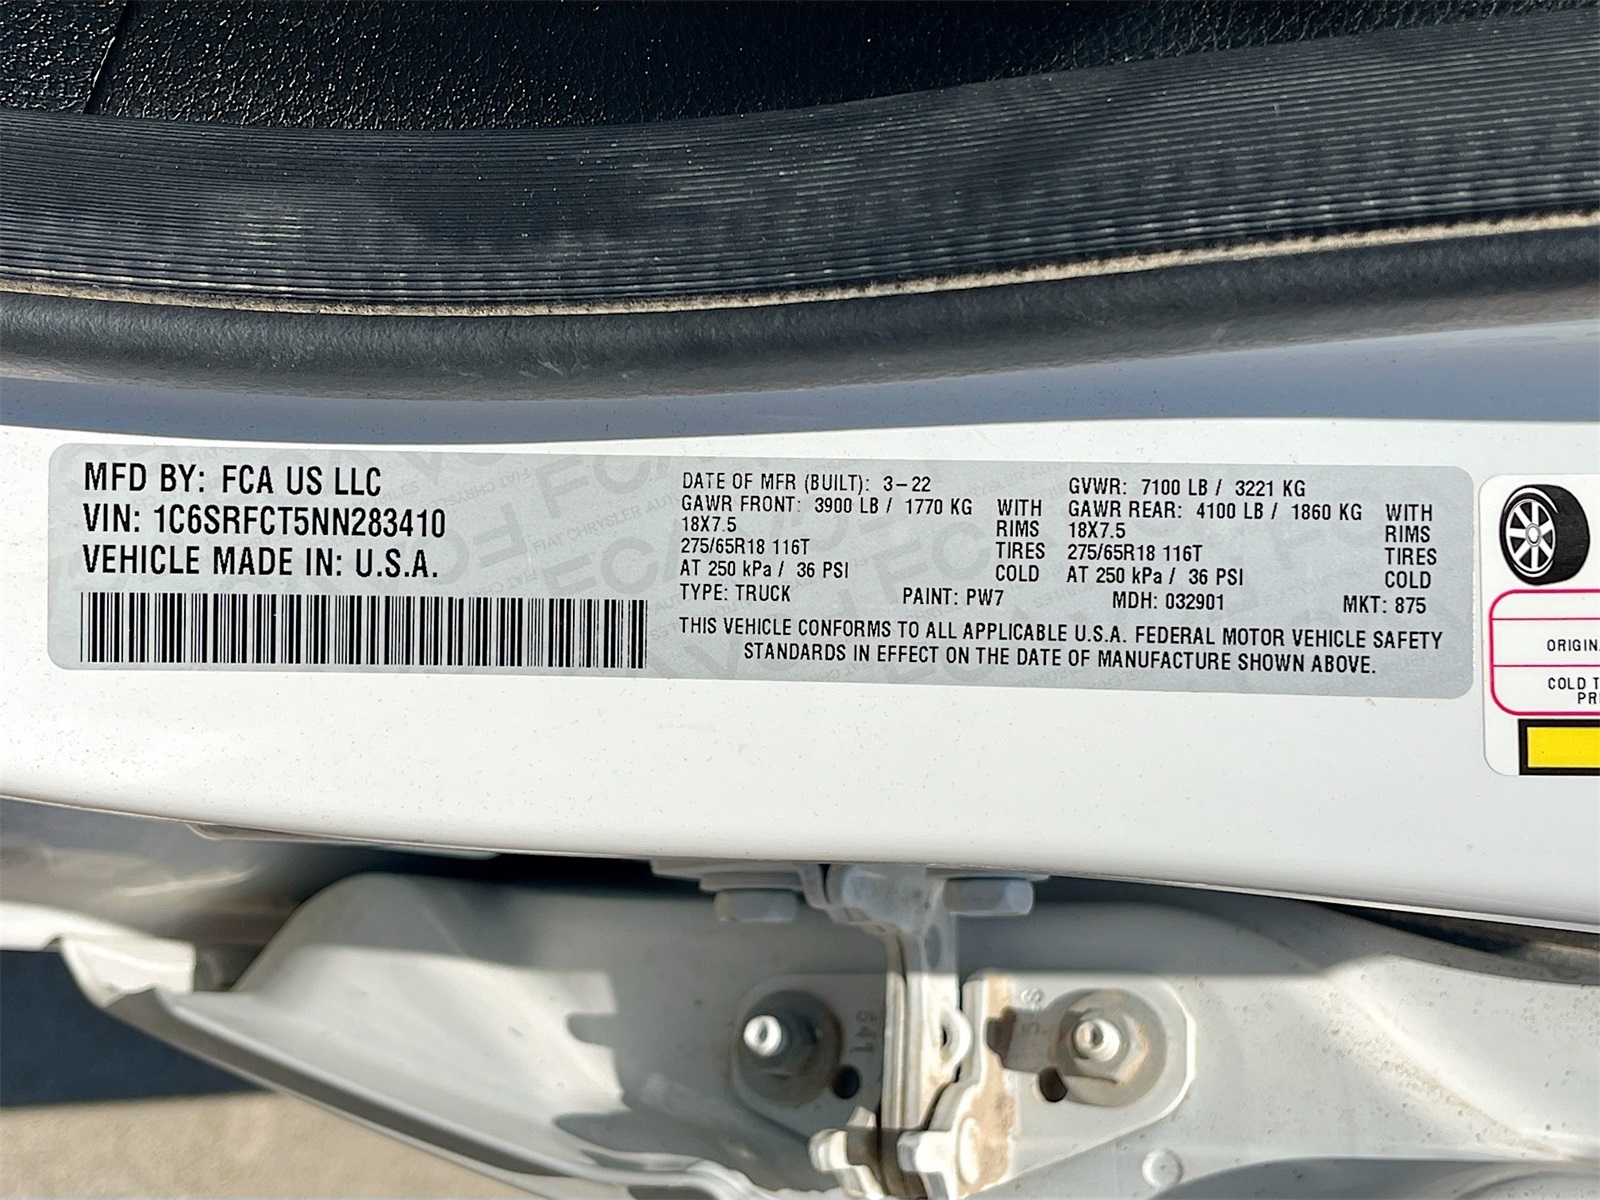 MFD BY: FCA US LLC
VIN: 1C6SRFCT5NN283410
VEHICLE MADE IN: U.S.A.
DATE OF MFR (BUILT): 3-22
GVWR: 7100 LB / 3221 KG
GAWR FRONT: 3900 LB / 1770 KG WITH
18X7.5 RIMS
275/65R18 116T TIRES
AT 250 kPa / 36 PSI COLD
GAWR REAR: 4100 LB / 1860 KG WITH
18X7.5 RIMS
275/65R18 116T TIRES
AT 250 kPa / 36 PSI COLD
TYPE: TRUCK PAINT: PW7 MDH: 032901 MKT: 875
THIS VEHICLE CONFORMS TO ALL APPLICABLE U.S.A. FEDERAL MOTOR VEHICLE SAFETY
STANDARDS IN EFFECT ON THE DATE OF MANUFACTURE SHOWN ABOVE.
COLD